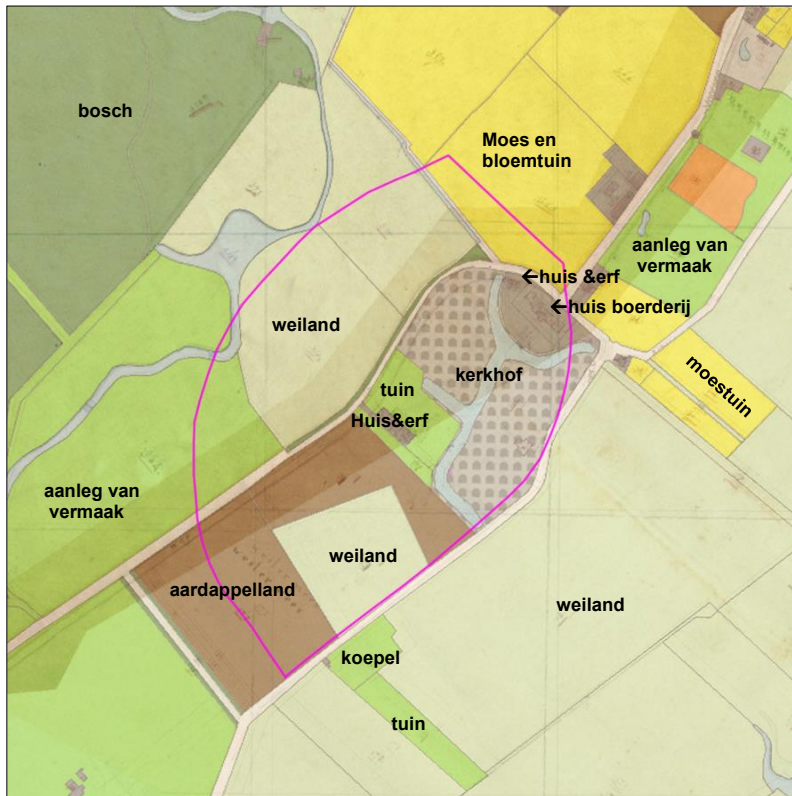 bosch
Moes en
bloemtuin
aanleg van
vermaak
←huis &erf
←huis boerderij
weiland
moestuin
tuin
kerkhof
Huis&erf
aanleg van
vermaak
weiland
aardappelland
weiland
koepel
tuin